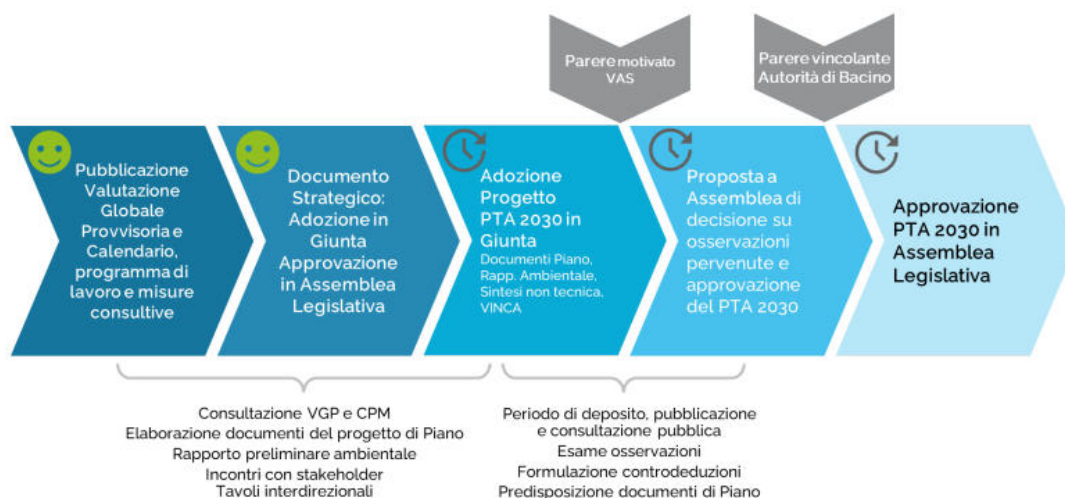 Parere motivato
VAS
Parere vincolante
Autorità di Bacino
Pubblicazione
Valutazione
Globale
Provvisoria e
Calendario,
programma di
lavoro e misure
consultive
Documento
Strategico:
Adozione in
Giunta
Approvazione
in Assemblea
Legislativa
Adozione
Progetto
PTA 2030 in
Giunta
Documenti Piano,
Rapp. Ambientale,
Sintesi non tecnica,
VINCA
Proposta a
Assemblea di
decisione su
osservazioni
pervenute e
approvazione
del PTA 2030
Approvazione
PTA 2030 in
Assemblea
Legislativa
Consultazione VGP e CPM
Elaborazione documenti del progetto di Piano
Rapporto preliminare ambientale
Incontri con stakeholder
Tavoli interdirezionali
Periodo di deposito, pubblicazione
e consultazione pubblica
Esame osservazioni
Formulazione controdeduzioni
Predisposizione documenti di Piano